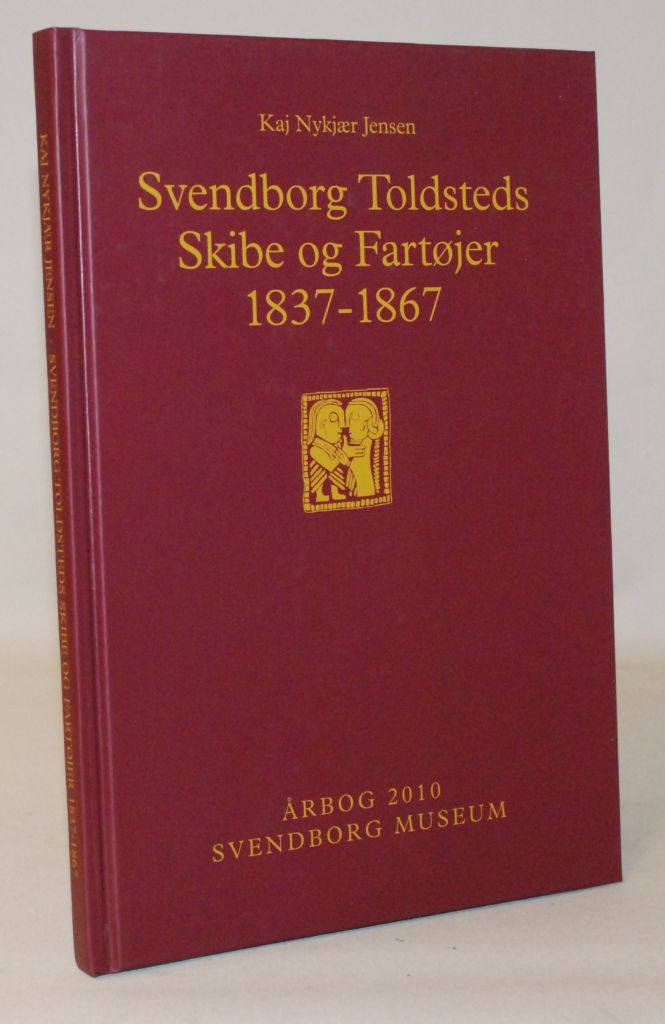 Kaj Nykjær Jensen
Svendborg Toldsteds
Skibe og Fartøjer
1837-1867
ÅRBOG 2010
SVENDBORG MUSEUM
KAJ NYKJÆR JENSEN · SVENDBORG TOLDSTEDS SKIBE OG FARTØJER 1837-1867